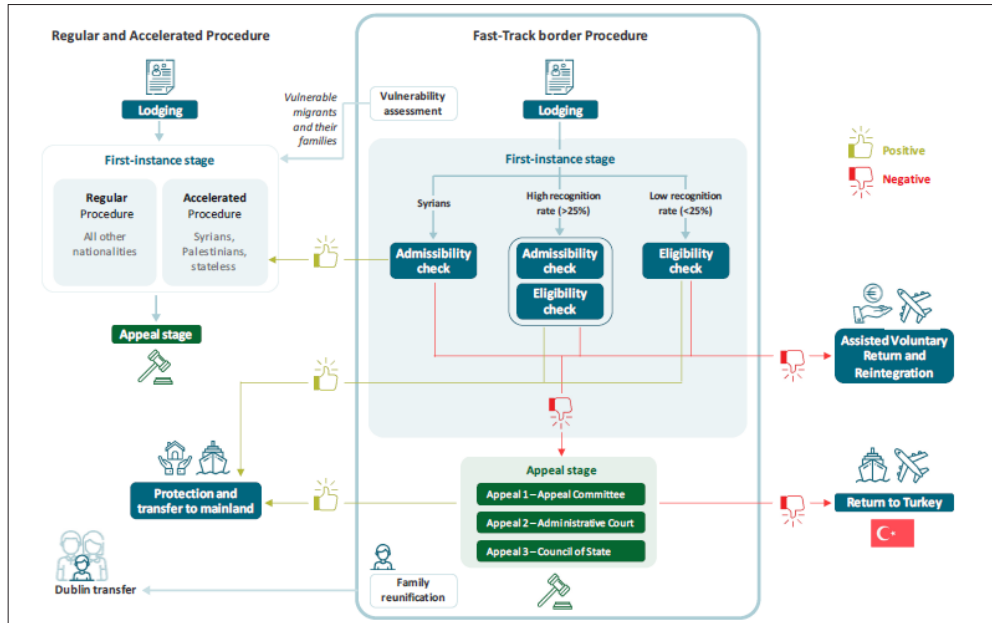 Regular and Accelerated Procedure
Lodging
First-instance stage
Regular
Procedure
All other
nationalities
Accelerated
Procedure
Syrians,
Palestinians,
stateless
Appeal stage
Vulnerable
migrants
and their
families
Fast-Track border Procedure
Vulnerability
assessment
Lodging
First-instance stage
Syrians
High recognition
rate (>25%)
Low recognition
rate (<25%)
Admissibility
check
Admissibility
check
Eligibility
check
Eligibility
check
Positive
Negative
Assisted Voluntary
Return and
Reintegration
Protection and
transfer to mainland
Appeal stage
Appeal 1 – Appeal Committee
Appeal 2 – Administrative Court
Appeal 3 – Council of State
Return to Turkey
Family
reunification
Dublin transfer